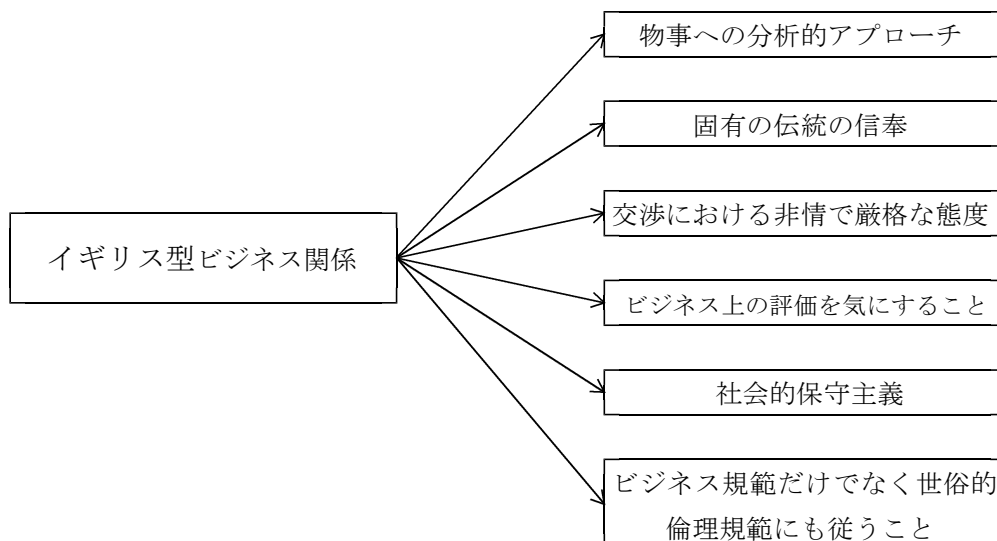 物事への分析的アプローチ
固有の伝統の信奉
交渉における非情で厳格な態度
イギリス型ビジネス関係
ビジネス上の評価を気にすること
社会的保守主義
ビジネス規範だけでなく世俗的
倫理規範にも従うこと